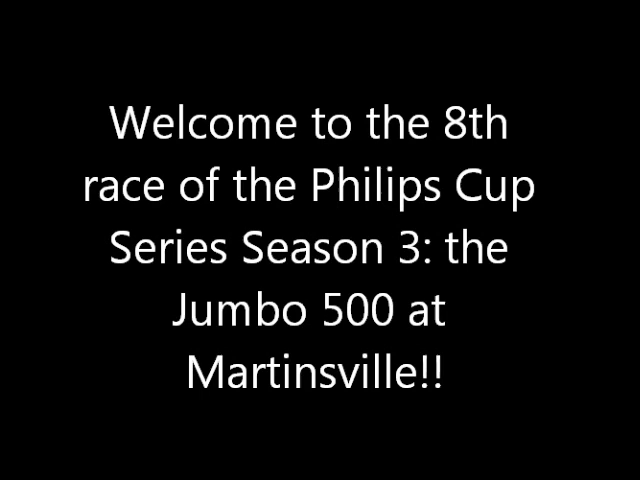 Welcome to the 8th
race of the Philips Cup
Series Season 3: the
Jumbo 500 at
Martinsville!!